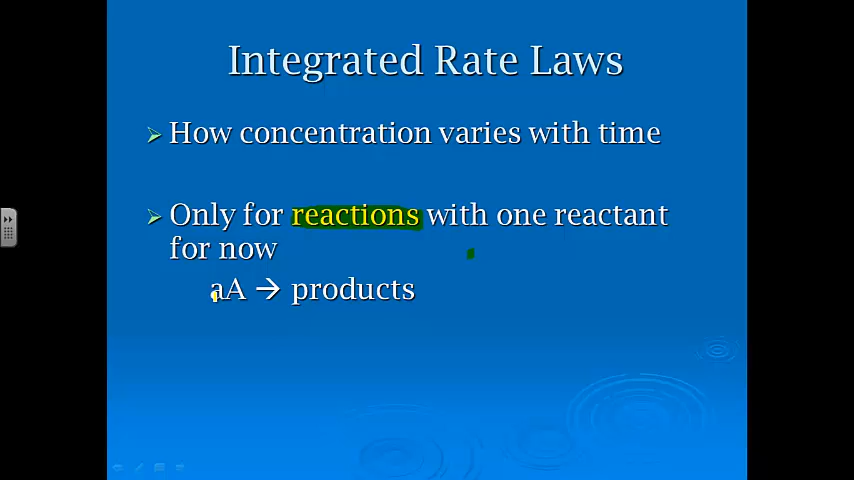 Integrated Rate Laws
How concentration varies with time
Only for reactions with one reactant
for now
aA → products